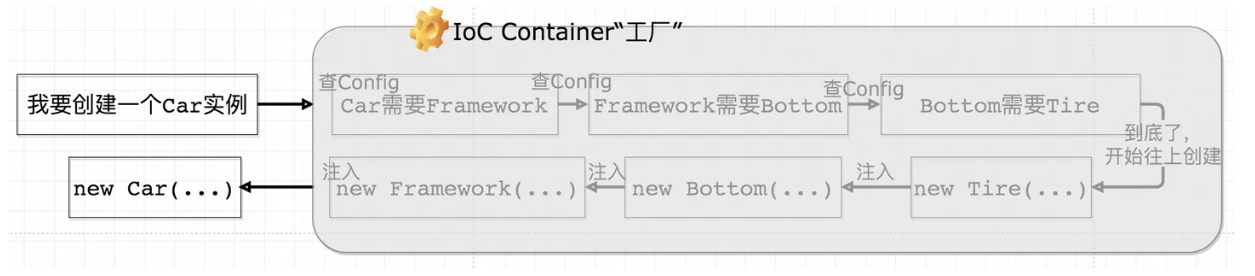 IoC Container“工厂”
我要创建一个Car实例
查Config
Car需要Framework
查Config
Framework需要Bottom
查Config
Bottom需要Tire
到底了,
开始往上创建
new Car(...)
注入
new Framework(...)
注入
new Bottom(...)
注入
new Tire(...)